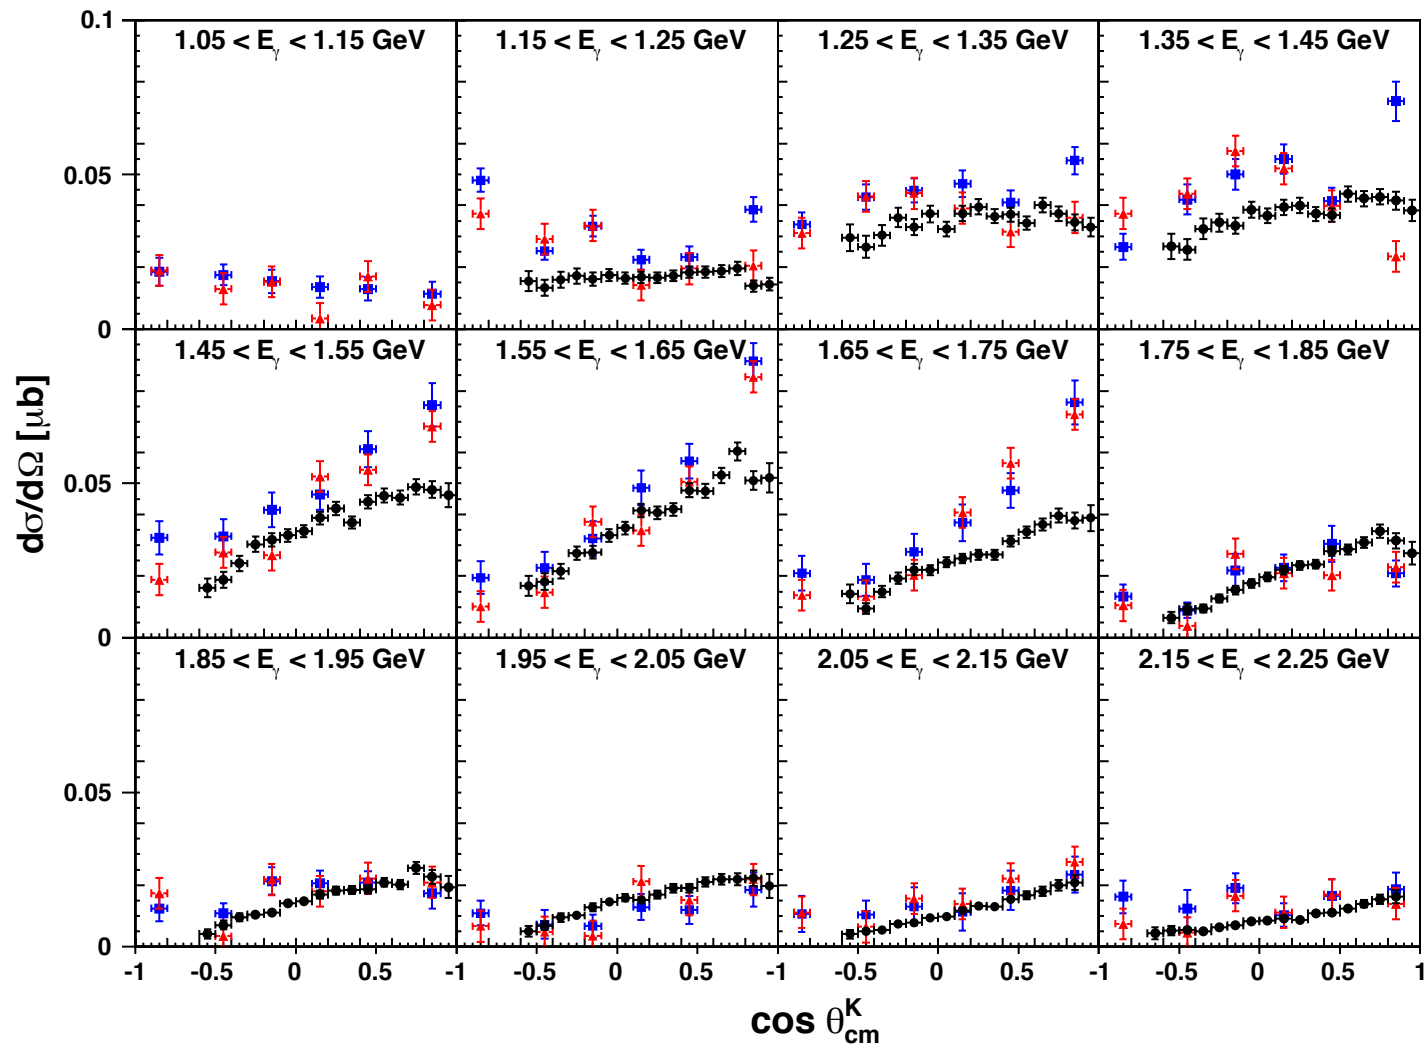 0.1
1.05 < Eγ < 1.15 GeV
1.15 < Eγ < 1.25 GeV
1.25 < Eγ < 1.35 GeV
1.35 < Eγ < 1.45 GeV
0.05
0
1.45 < Eγ < 1.55 GeV
1.55 < Eγ < 1.65 GeV
1.65 < Eγ < 1.75 GeV
1.75 < Eγ < 1.85 GeV
dσ/dΩ [μb]
0.05
0
1.85 < Eγ < 1.95 GeV
1.95 < Eγ < 2.05 GeV
2.05 < Eγ < 2.15 GeV
2.15 < Eγ < 2.25 GeV
0.05
0
-1 -0.5 0 0.5 -1 -0.5 0 0.5 -1 -0.5 0 0.5 -1 -0.5 0 0.5 1
cos θ K cm